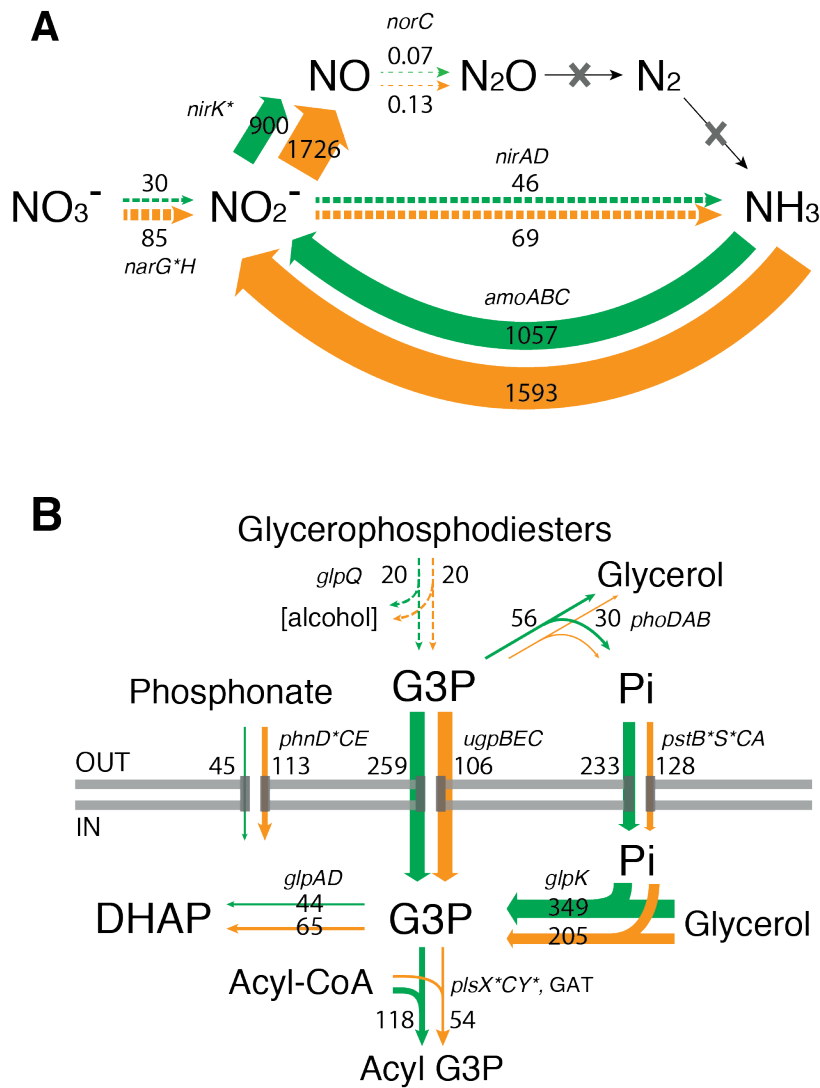 A
norC
0.07
NO
N2O
N2
0.13
nirK*
900
1726
nirAD
30
46
NO3-
NO2-
NH3
85
69
narG*H
amoABC
1057
1593
B
Glycerophosphodiesters
glpQ
20
20
Glycerol
[alcohol]
56
30
phoDAB
G3P
Pi
Phosphonate
phnD*CE
ugpBEC
pstB*S*CA
OUT
45
113
259
106
233
128
IN
Pi
glpAD
glpK
44
349
DHAP
G3P
Glycerol
65
205
Acyl-CoA
plsX*CY*, GAT
118
54
Acyl G3P